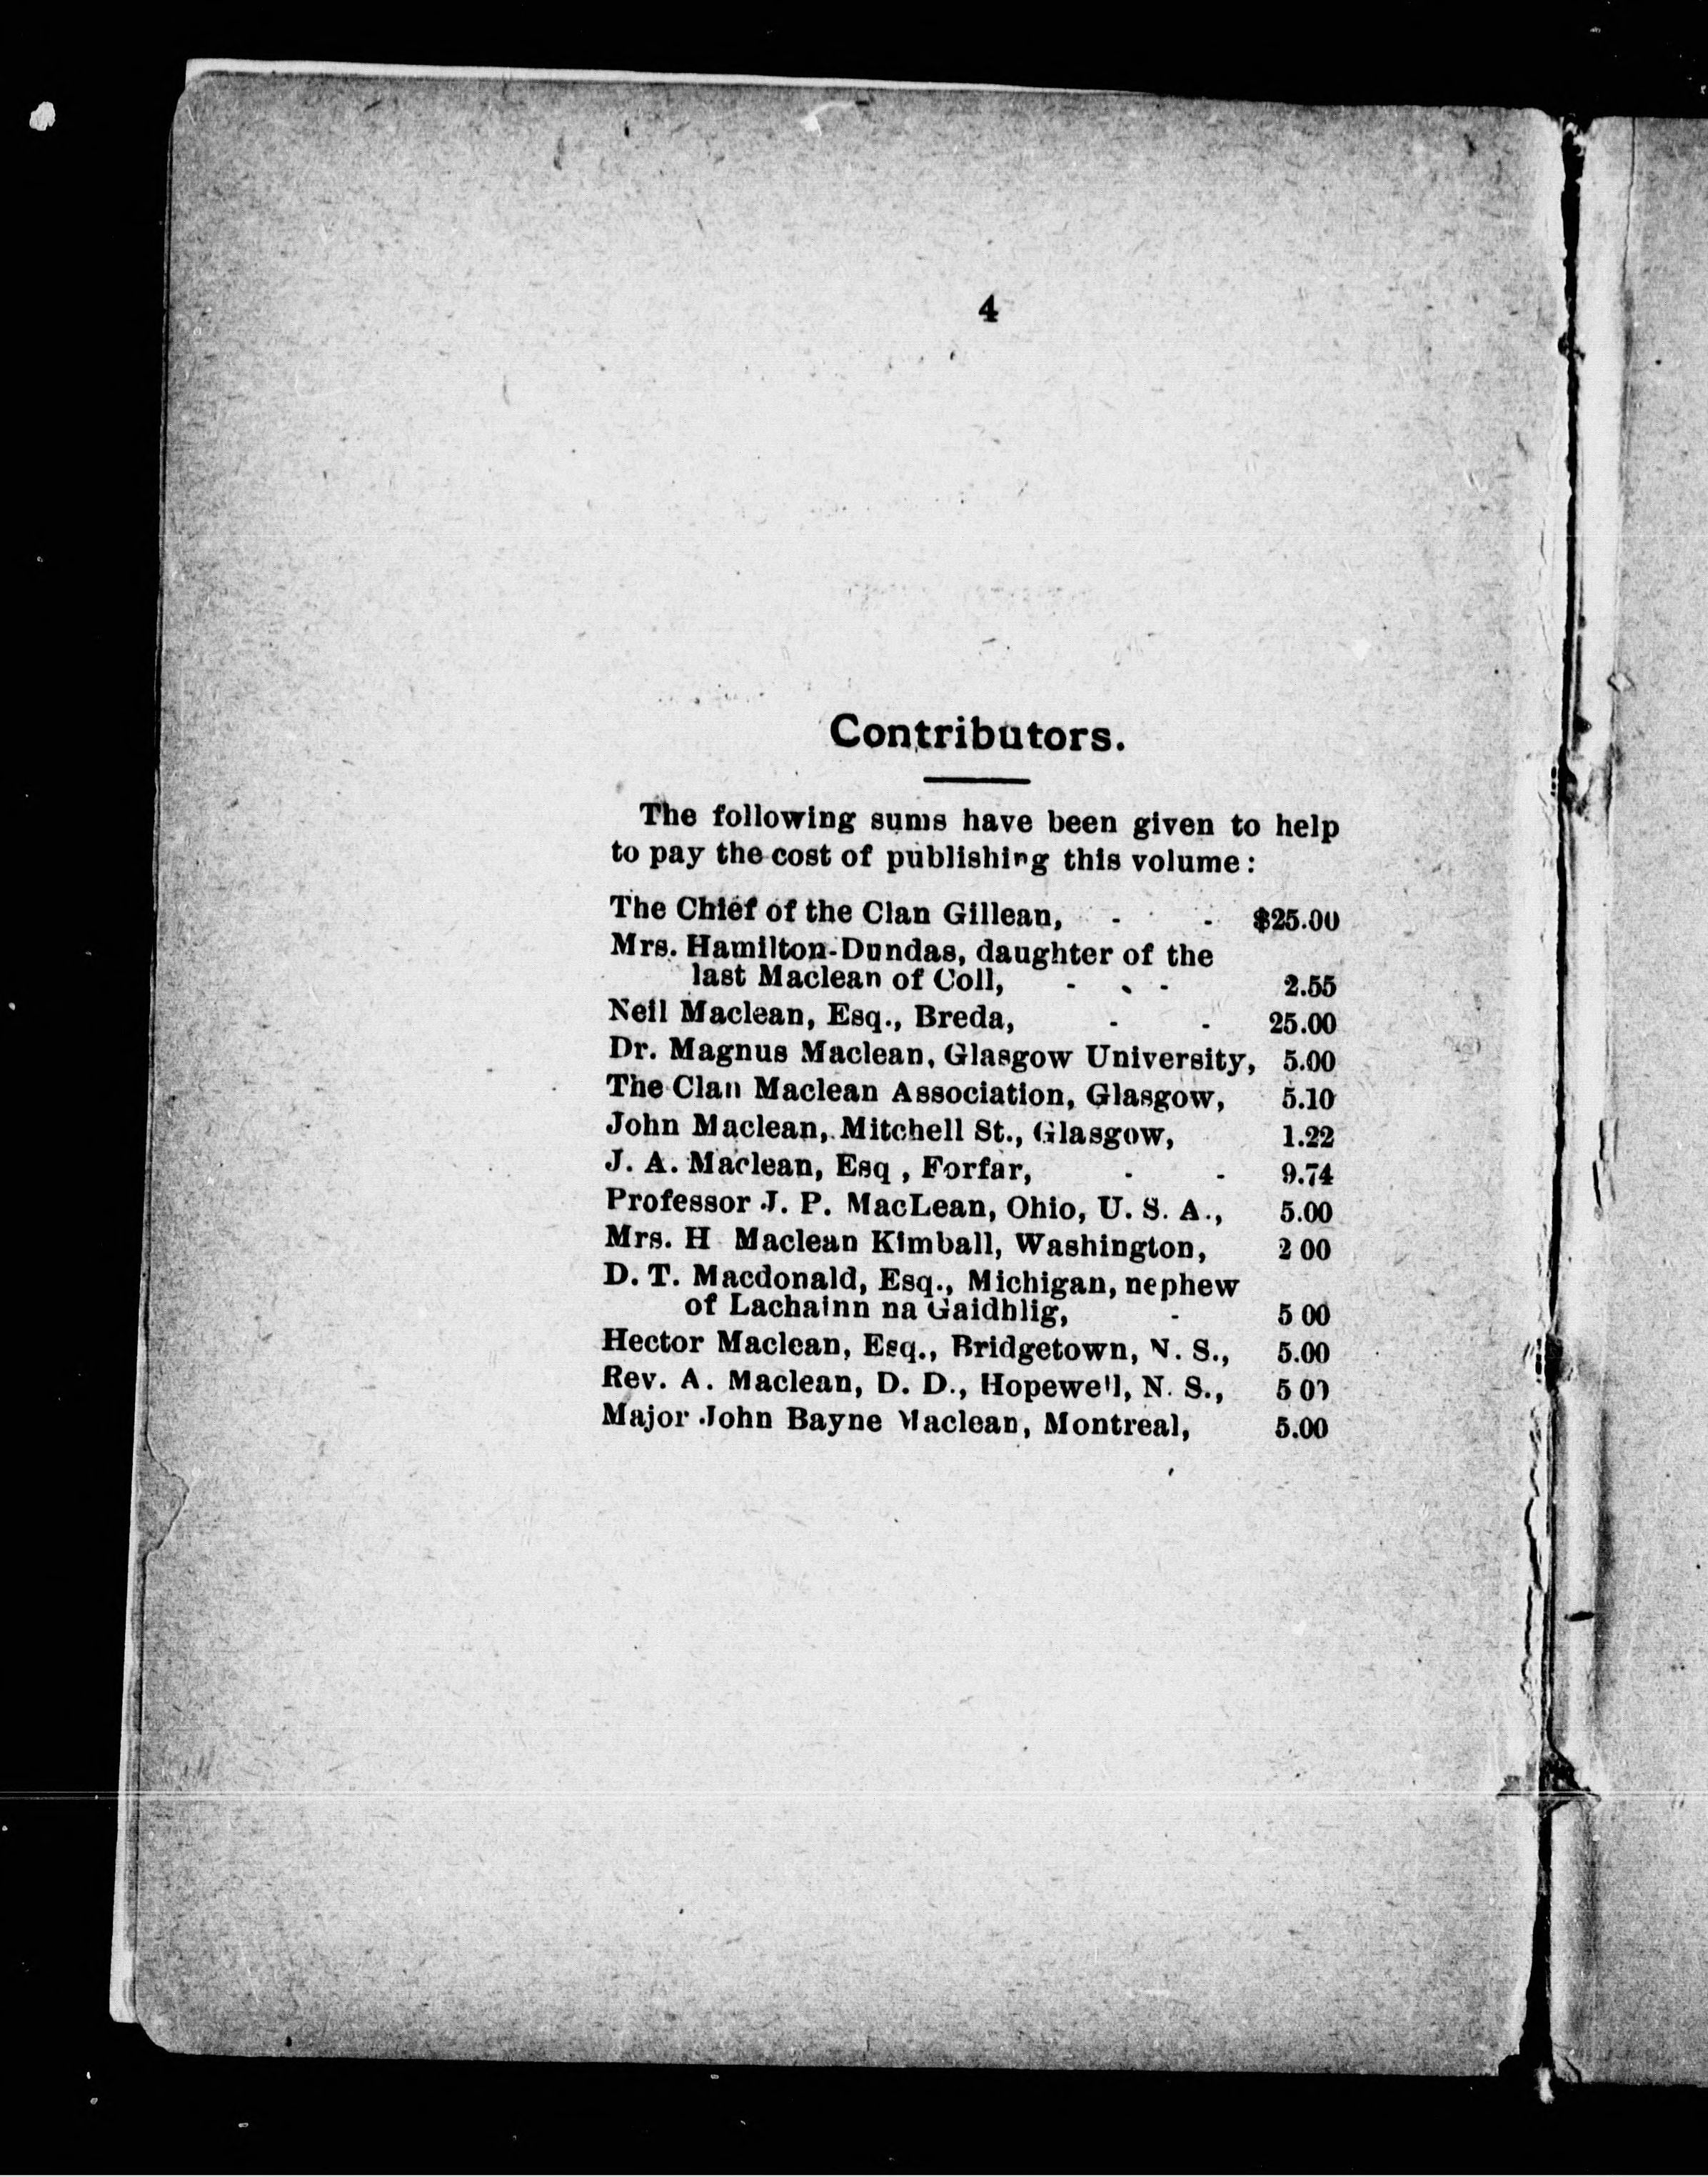 4
Contributors.
The following sums have been given to help
to pay the cost of publishing this volume:
The Chief of the Clan Gillean, - - $25.00
Mrs. Hamilton-Dundas, daughter of the
last Maclean of Coll, - - - 2.55
Neil Maclean, Esq., Breda, - - 25.00
Dr. Magnus Maclean, Glasgow University, 5.00
The Clan Maclean Association, Glasgow, 5.10
John Maclean, Mitchell St., Glasgow, 1.22
J. A. Maclean, Esq , Forfar, - - 9.74
Professor J. P. MacLean, Ohio, U. S. A., 5.00
Mrs. H Maclean Kimball, Washington, 2 00
D. T. Macdonald, Esq., Michigan, nephew
of Lachainn na Gaidhlig, - 5 00
Hector Maclean, Esq., Bridgetown, N. S., 5.00
Rev. A. Maclean, D. D., Hopewell, N. S., 5 00
Major John Bayne Maclean, Montreal, 5.00